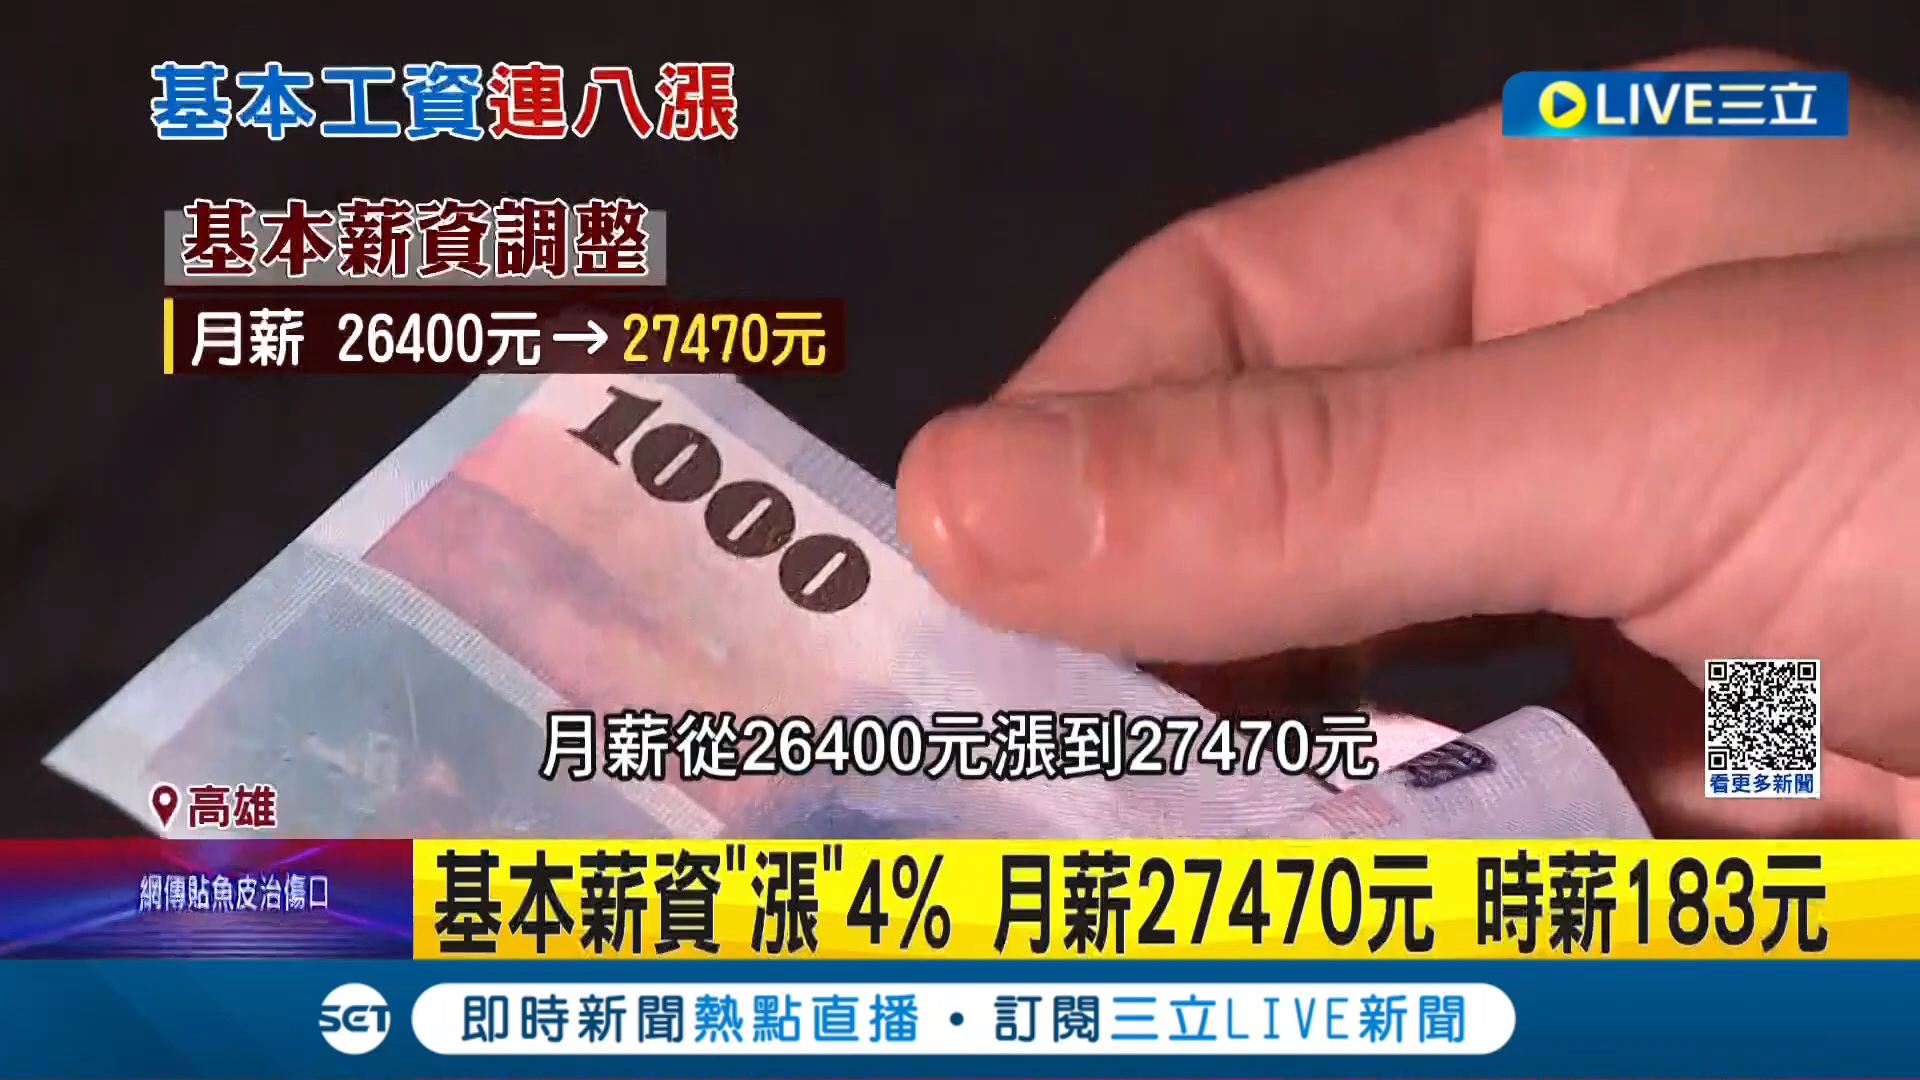 基本工資連八漲
LIVE三立
基本薪資調整
月薪 26400元→27470元
1000
月薪從26400元漲到27470元
看更多新聞
高雄
網傳貼魚皮治傷口
基本薪資"漲"4% 月薪27470元 時薪183元
SET
即時新聞熱點直播・訂閱三立LIVE新聞